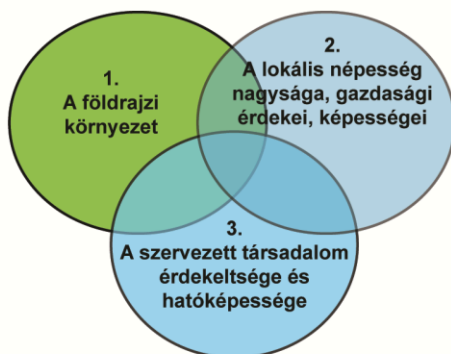 1.
A földrajzi
környezet
2.
A lokális népesség
nagysága, gazdasági
érdekei, képességei
3.
A szervezett társadalom
érdekeltsége és
hatóképessége